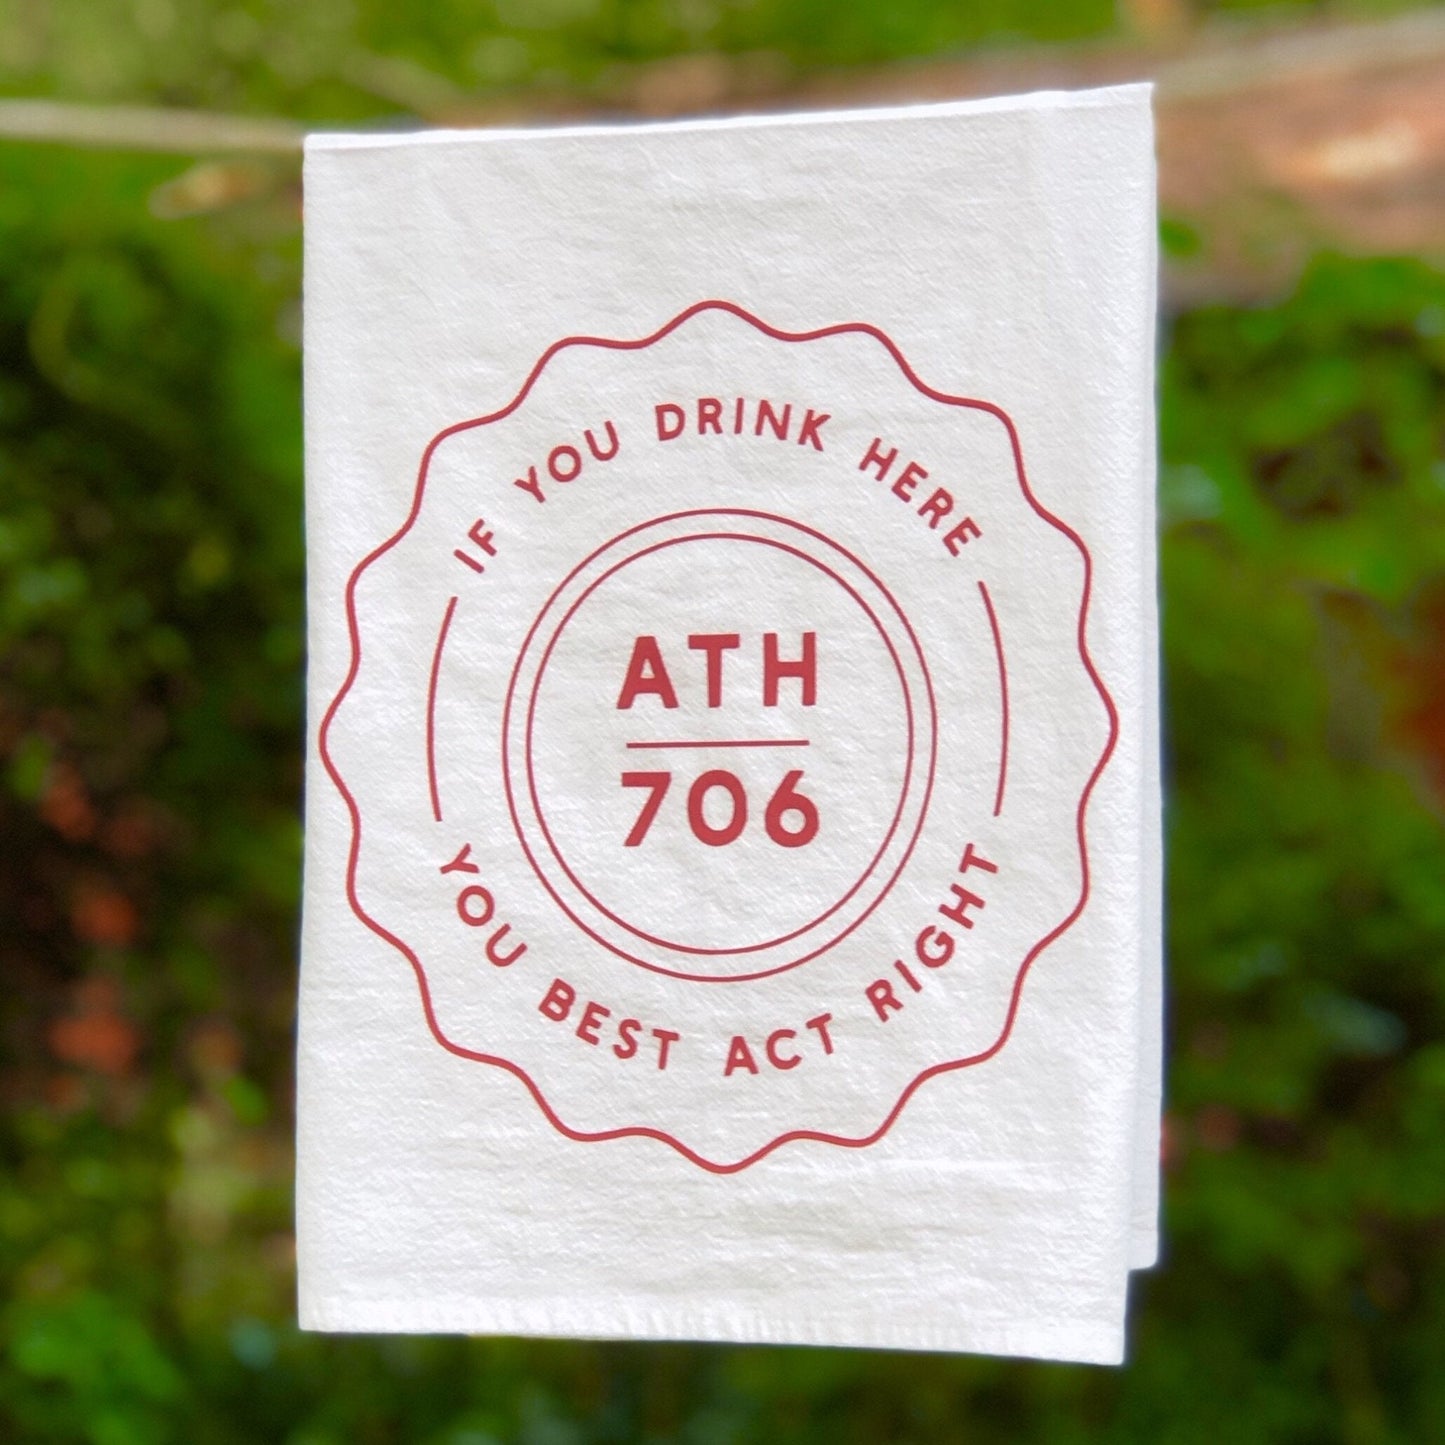 IF YOU DRINK HERE
ATH
706
YOU BEST ACT RIGHT